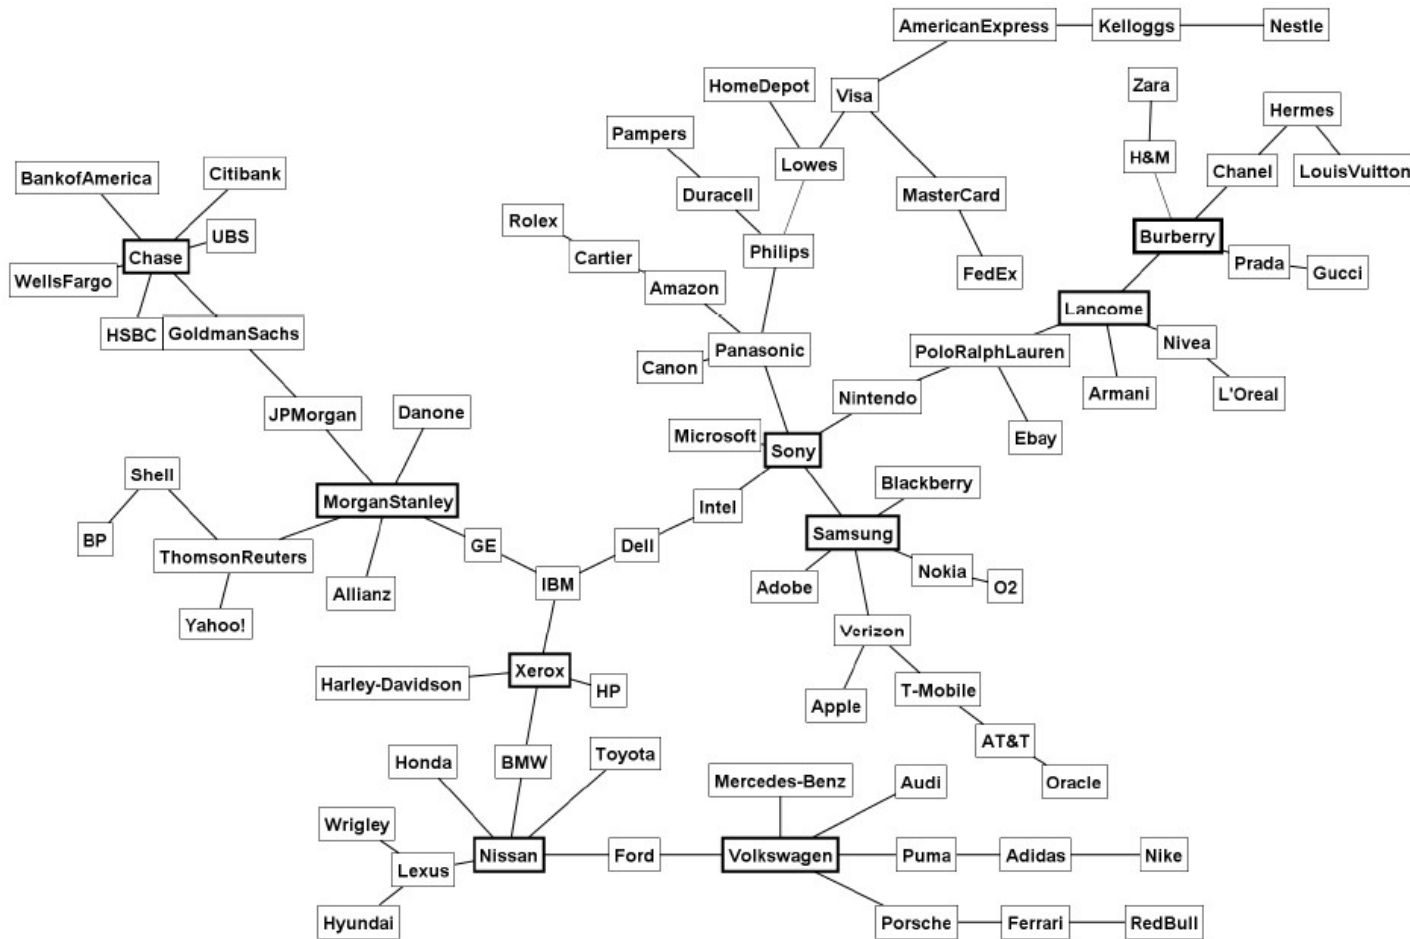 AmericanExpress
Kelloggs
Nestle
HomeDepot
Visa
Zara
Hermes
Pampers
Lowes
H&M
Chanel
LouisVuitton
BankofAmerica
Citibank
Duracell
MasterCard
Rolex
UBS
Chase
Cartier
Philips
Burberry
WellsFargo
Amazon
FedEx
Prada
Gucci
Lancome
HSBC
GoldmanSachs
Panasonic
PoloRalphLauren
Nivea
Canon
Armani
L'Oreal
JPMorgan
Danone
Nintendo
Microsoft
Sony
Ebay
Shell
MorganStanley
Intel
Blackberry
BP
ThomsonReuters
GE
Dell
Samsung
Allianz
IBM
Adobe
Nokia
O2
Yahoo!
Verizon
Harley-Davidson
Xerox
HP
Apple
T-Mobile
AT&T
Honda
BMW
Toyota
Mercedes-Benz
Audi
Oracle
Wrigley
Lexus
Nissan
Ford
Volkswagen
Puma
Adidas
Nike
Hyundai
Porsche
Ferrari
RedBull